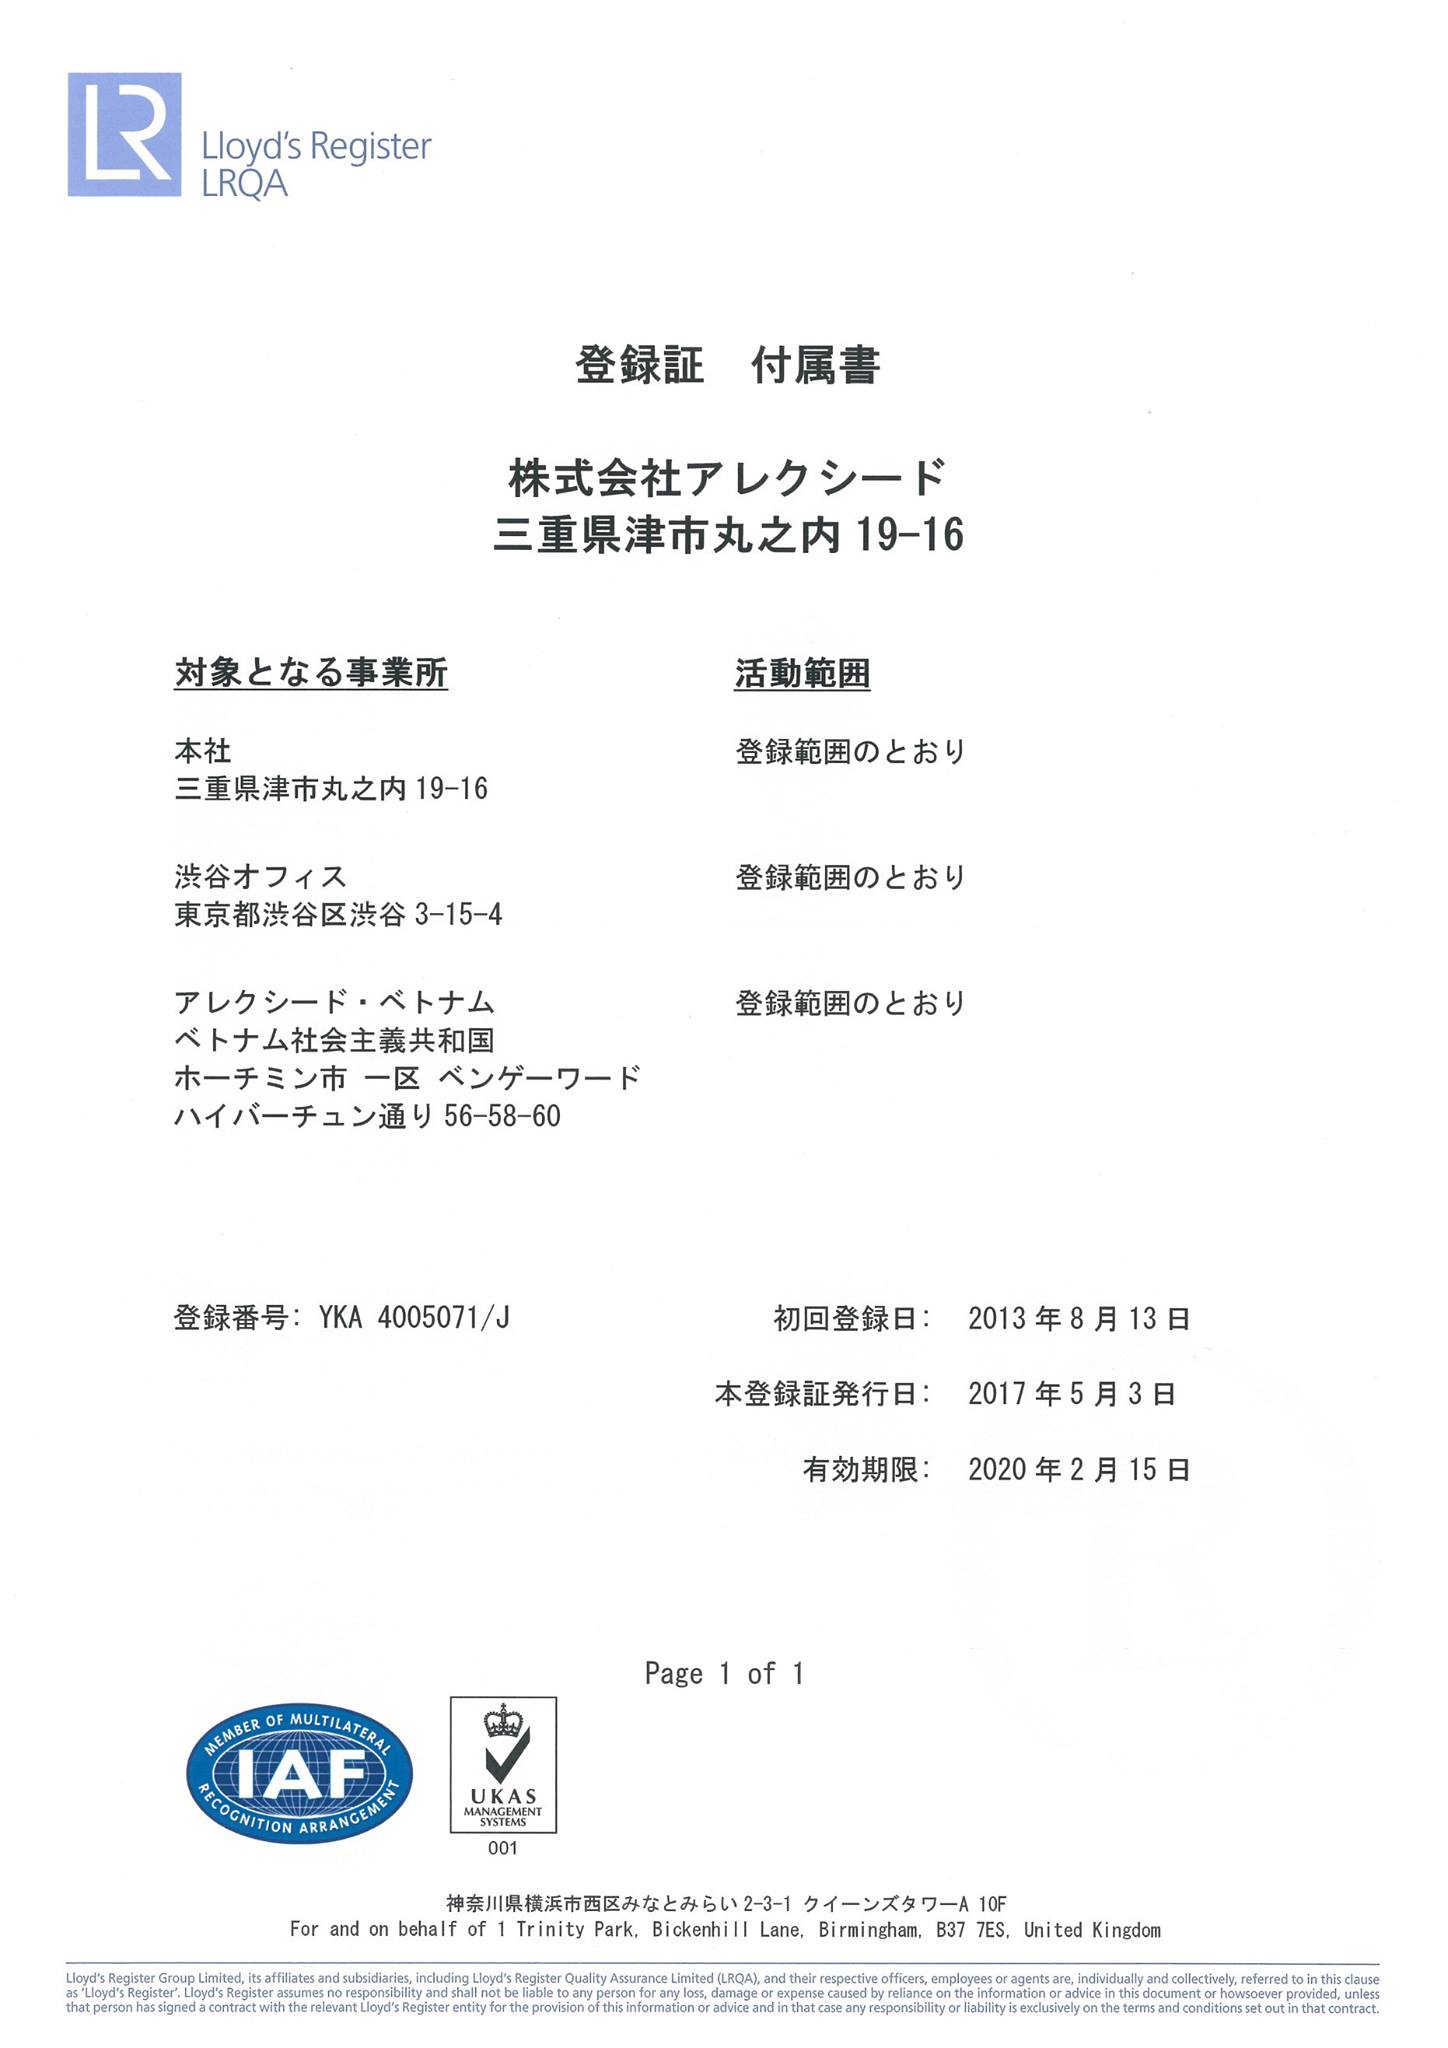 LR
Lloyd's Register
LRQA
登録証　付属書
株式会社アレクシード
三重県津市丸之内 19-16
対象となる事業所
活動範囲
本社
登録範囲のとおり
三重県津市丸之内 19-16
渋谷オフィス
登録範囲のとおり
東京都渋谷区渋谷 3-15-4
アレクシード・ベトナム
登録範囲のとおり
ベトナム社会主義共和国
ホーチミン市 一区 ベンゲーワード
ハイバーチュン通り 56-58-60
登録番号: YKA 4005071/J
初回登録日: 2013 年 8 月 13 日
本登録証発行日: 2017 年 5 月 3 日
有効期限: 2020 年 2 月 15 日
Page 1 of 1
MEMBER OF MULTILATERAL
IAF
RECOGNITION ARRANGEMENT
UKAS
MANAGEMENT
SYSTEMS
001
神奈川県横浜市西区みなとみらい 2-3-1 クイーンズタワーA 10F
For and on behalf of 1 Trinity Park, Bickenhill Lane, Birmingham, B37 7ES, United Kingdom
Lloyd's Register Group Limited, its affiliates and subsidiaries, including Lloyd's Register Quality Assurance Limited (LRQA), and their respective officers, employees or agents are, individually and collectively, referred to in this clause
as 'Lloyd's Register'. Lloyd's Register assumes no responsibility and shall not be liable to any person for any loss, damage or expense caused by reliance on the information or advice in this document or howsoever provided, unless
that person has signed a contract with the relevant Lloyd's Register entity for the provision of this information or advice and in that case any responsibility or liability is exclusively on the terms and conditions set out in that contract.